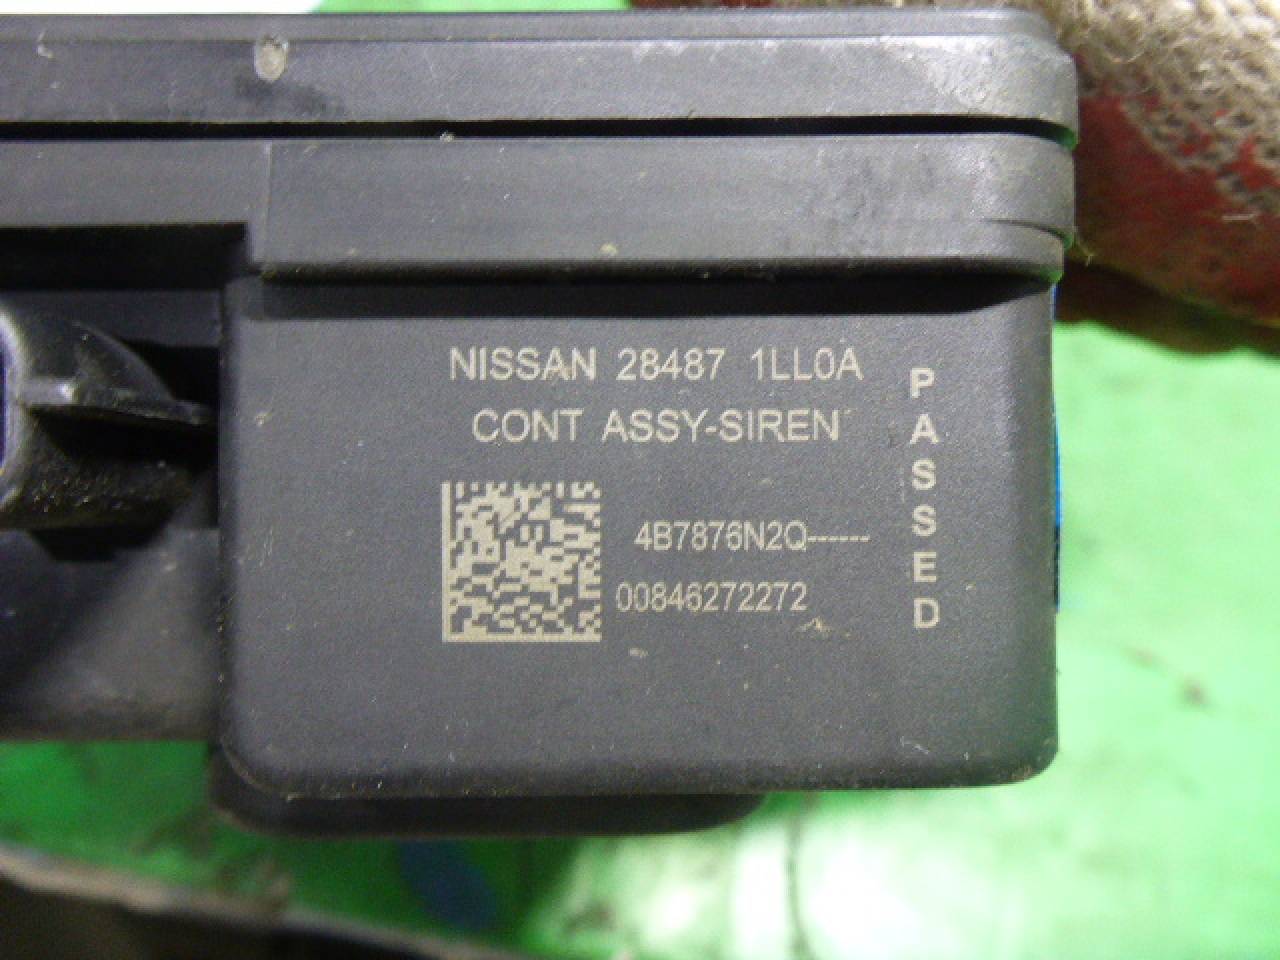 NISSAN 28487 1LL0A
CONT ASSY-SIREN
4B7876N2Q------
00846272272
PASSED